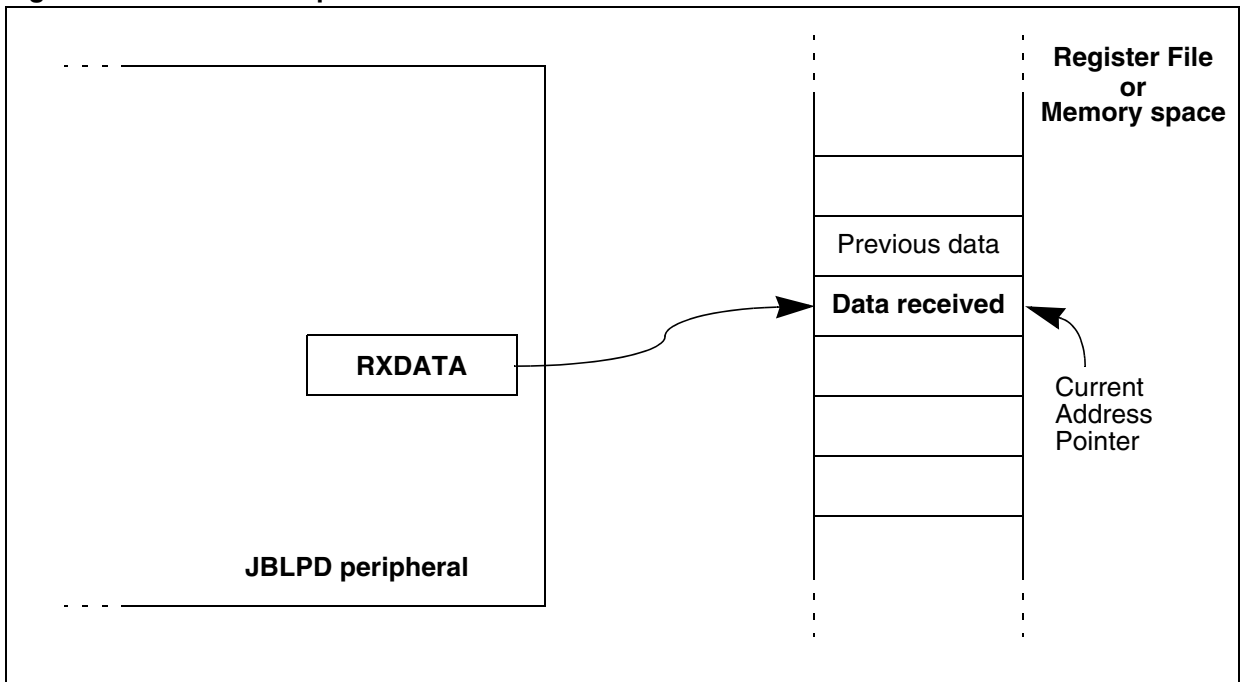 Register File
or
Memory space
Previous data
Data received
RXDATA
Current
Address
Pointer
JBLPD peripheral